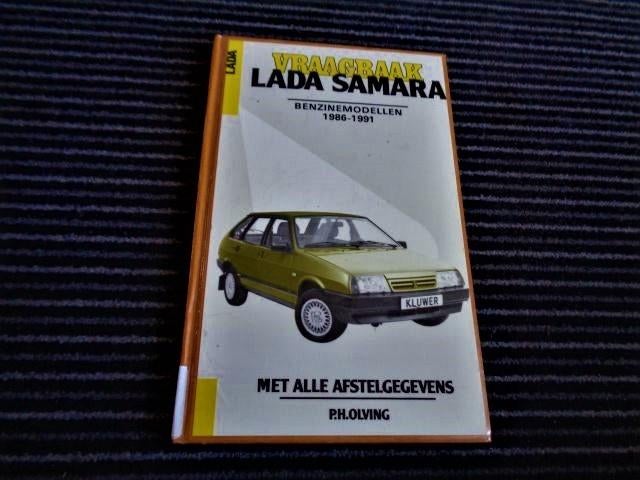 LADA
VRAAGBAAK
LADA SAMARA
BENZINEMODELLEN
1986-1991
KLUWER
MET ALLE AFSTELGEGEVENS
P.H.OLVING